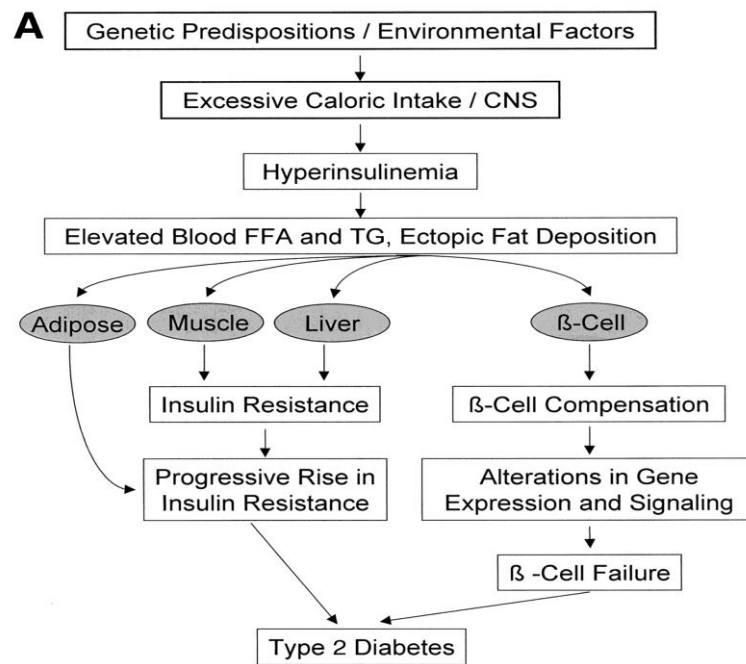 A
Genetic Predispositions / Environmental Factors
Excessive Caloric Intake / CNS
Hyperinsulinemia
Elevated Blood FFA and TG, Ectopic Fat Deposition
Adipose
Muscle
Liver
ß-Cell
Insulin Resistance
ß-Cell Compensation
Progressive Rise in
Insulin Resistance
Alterations in Gene
Expression and Signaling
ß -Cell Failure
Type 2 Diabetes